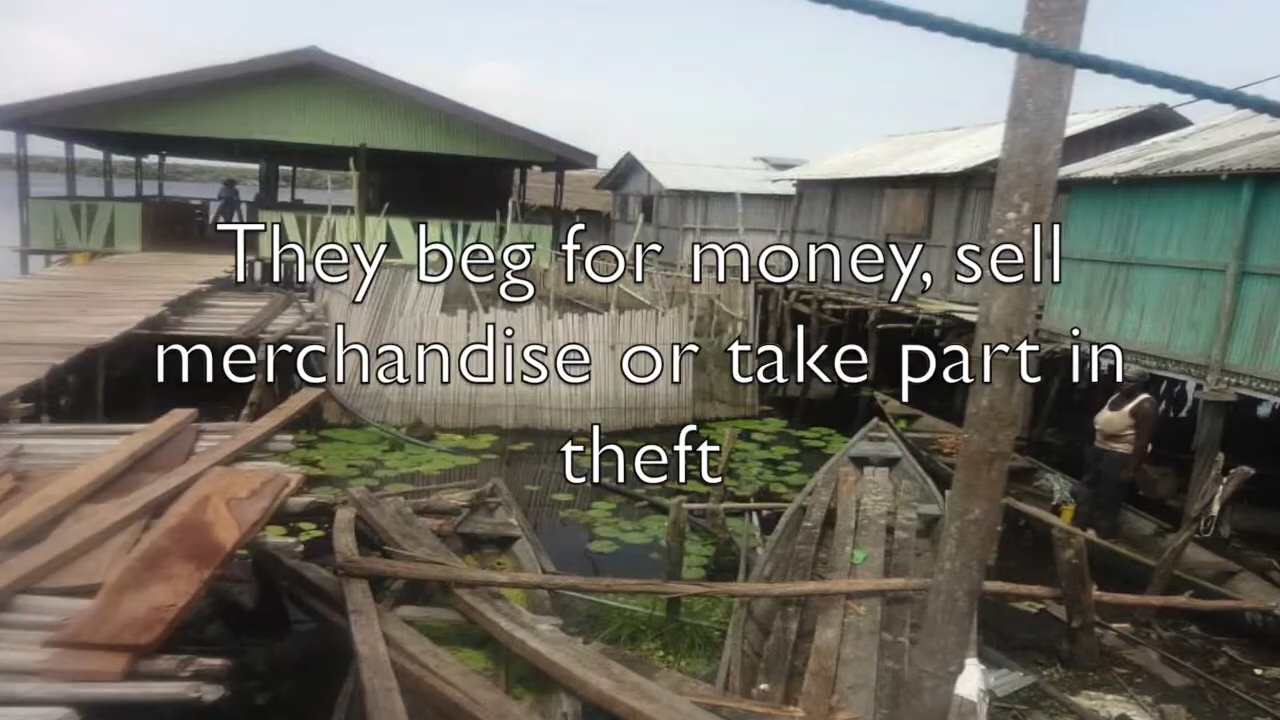 They beg for money, sell
merchandise or take part in
theft